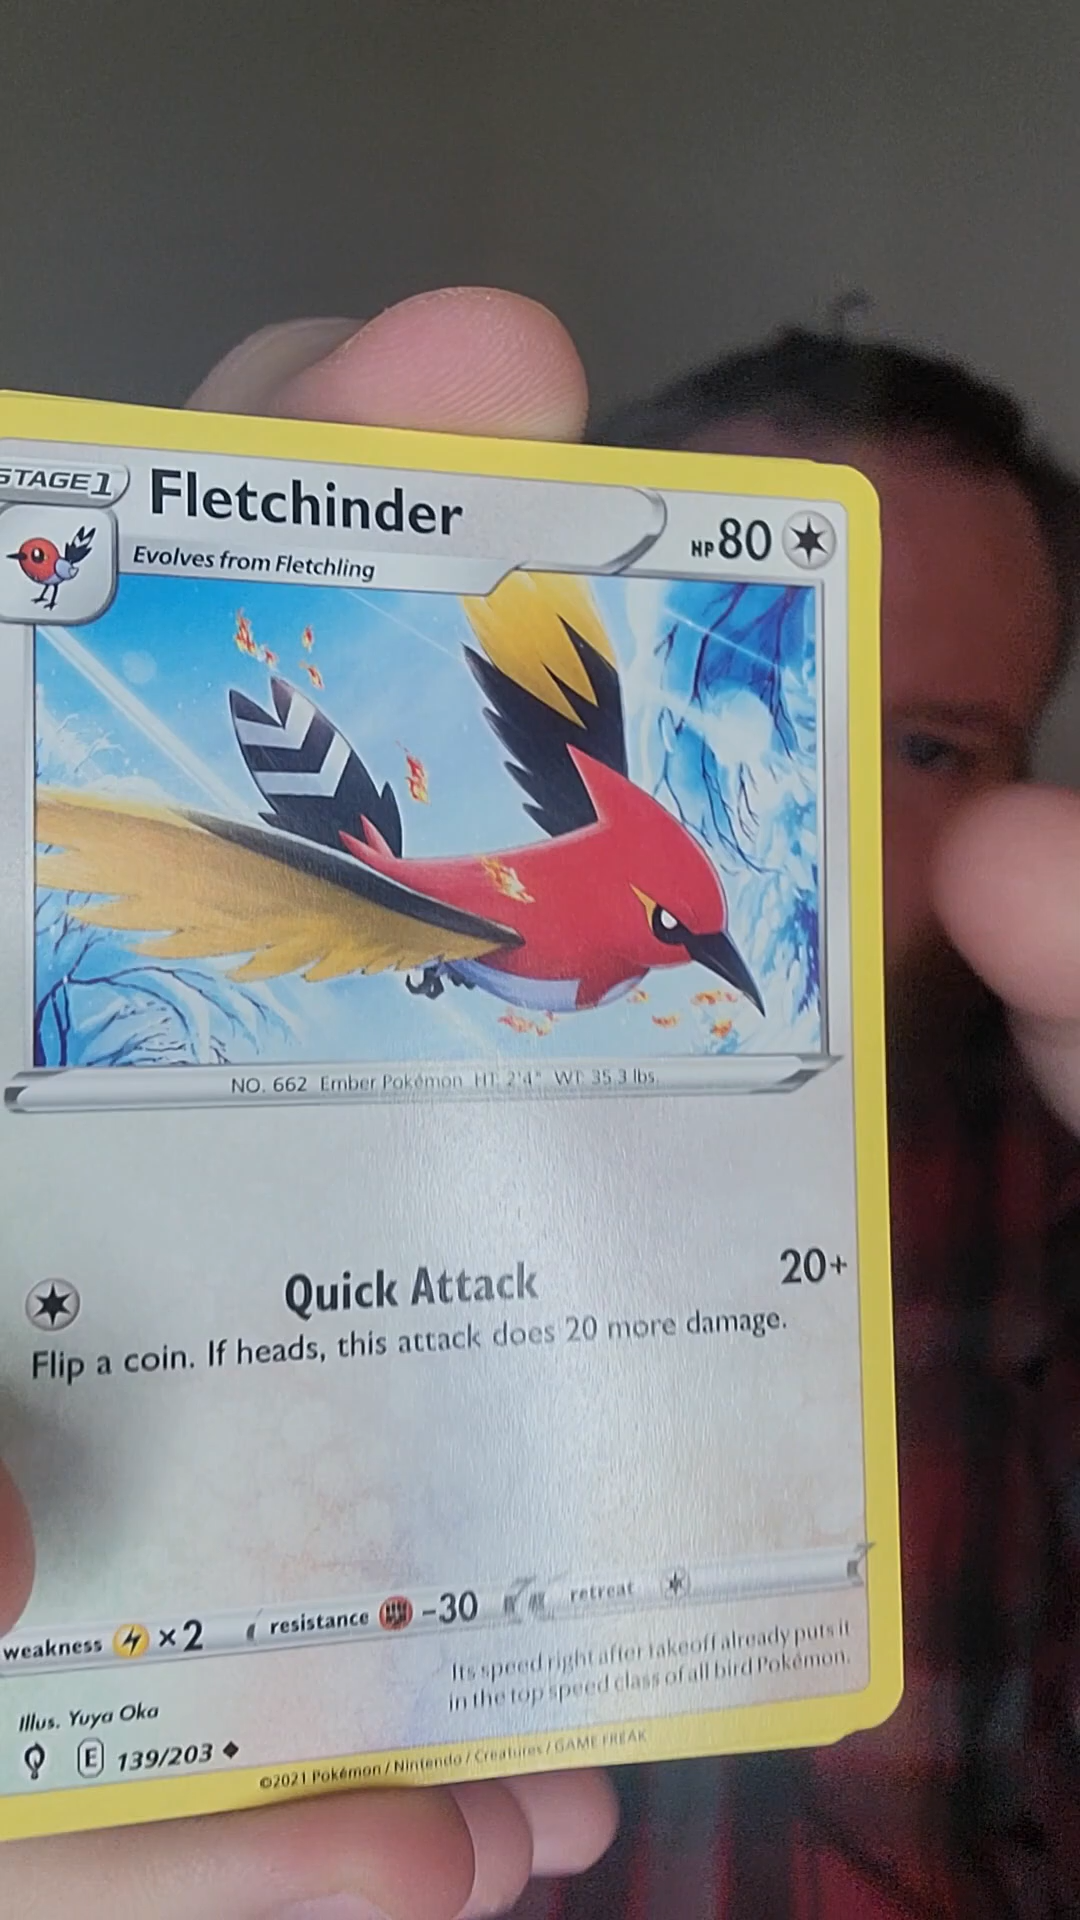 STAGE 1
Fletchinder
HP 80
Evolves from Fletchling
NO. 662 Ember Pokémon HT: 2'4" WT: 35.3 lbs.
Quick Attack 20+
Flip a coin. If heads, this attack does 20 more damage.
weakness ×2 resistance -30 retreat
Its speed right after takeoff already puts it
in the top speed class of all bird Pokémon.
Illus. Yuya Oka
E 139/203
©2021 Pokémon / Nintendo / Creatures / GAME FREAK